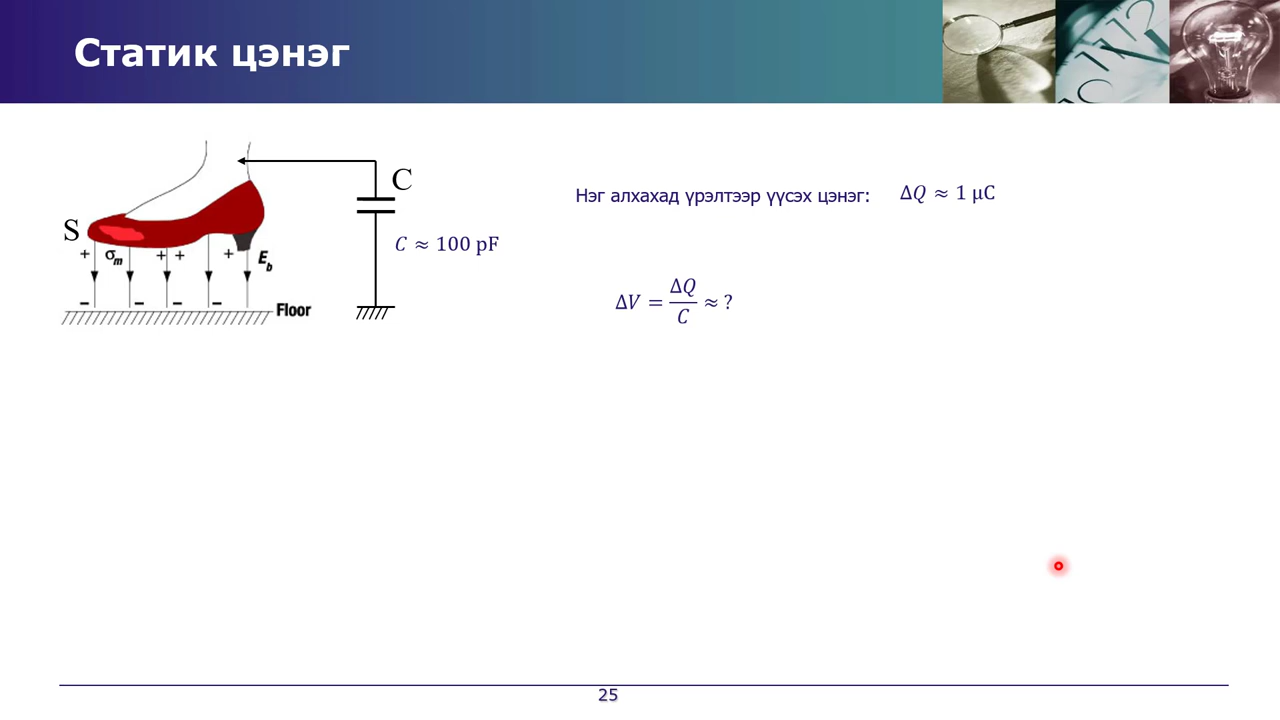 Статик цэнэг
C
S
C ≈ 100 pF
+ σm + + + Eb
− − − −
Floor
Нэг алхахад үрэлтээр үүсэх цэнэг: ΔQ ≈ 1 μC
ΔV = ΔQ/C ≈ ?
25